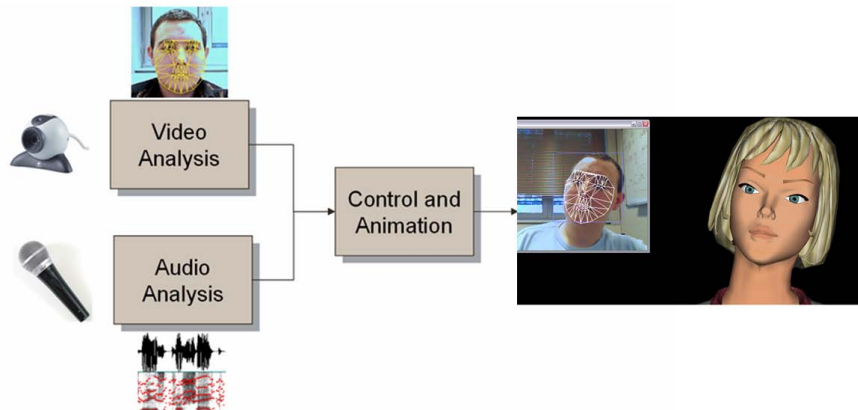 Video
Analysis
Control and
Animation
Audio
Analysis